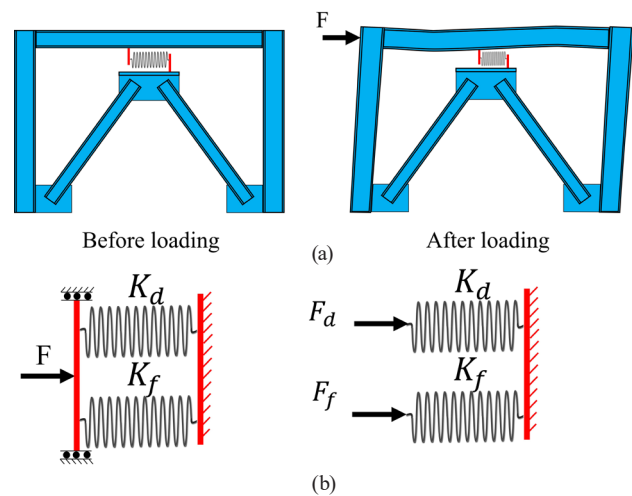 F
Before loading
After loading
(a)
F
K_d
K_f
F_d
K_d
F_f
K_f
(b)